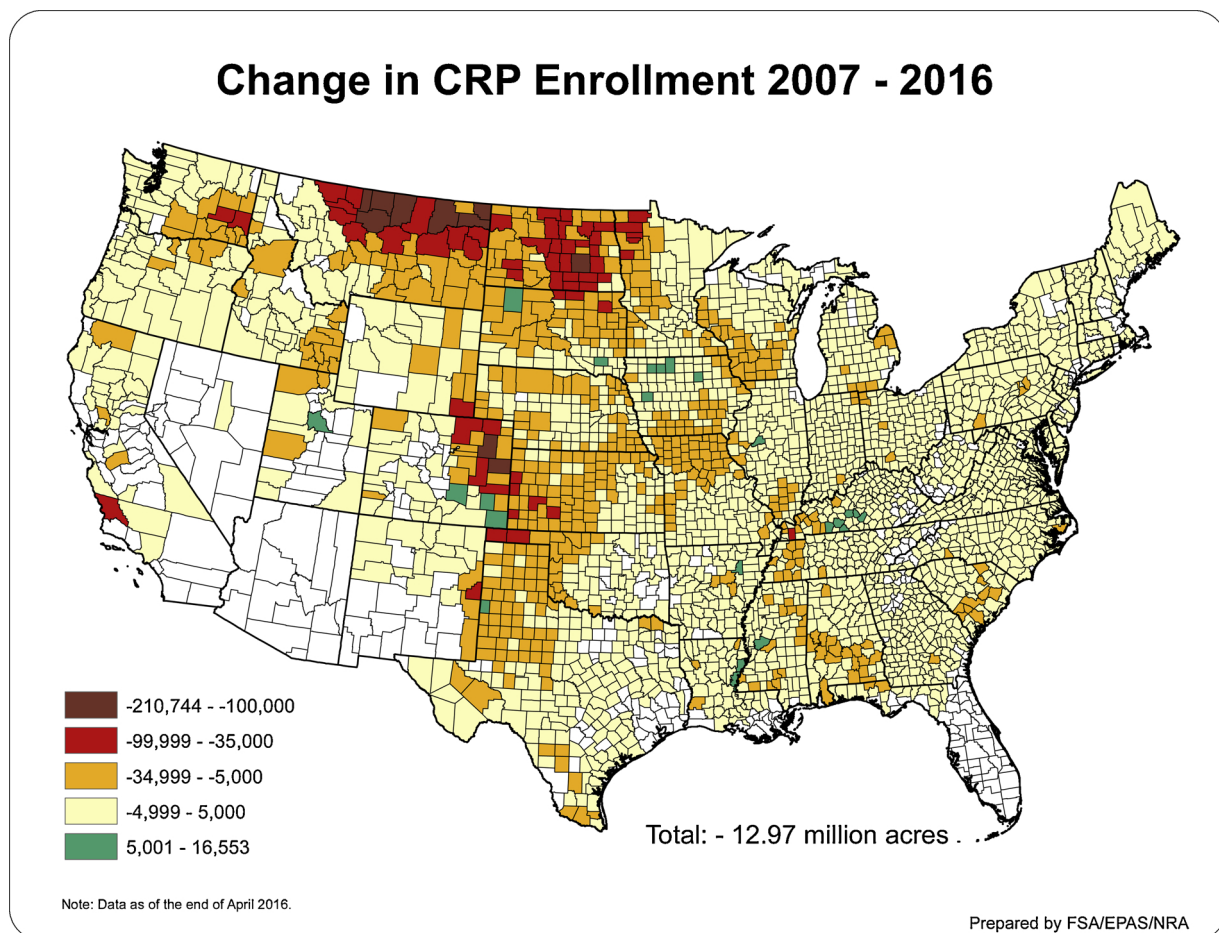 Change in CRP Enrollment 2007 - 2016
-210,744 - -100,000
-99,999 - -35,000
-34,999 - -5,000
-4,999 - 5,000
5,001 - 16,553
Total: - 12.97 million acres
Note: Data as of the end of April 2016.
Prepared by FSA/EPAS/NRA